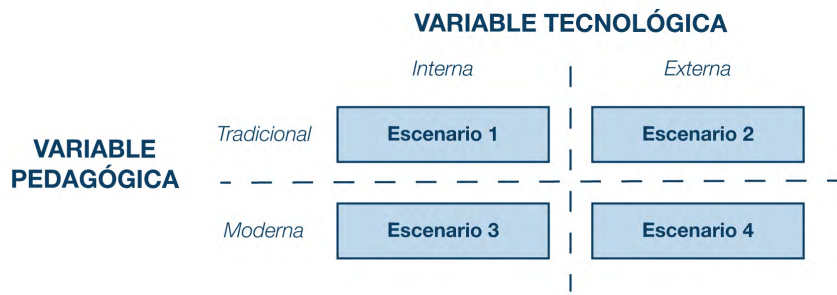 VARIABLE TECNOLÓGICA
Interna
Externa
VARIABLE
PEDAGÓGICA
Tradicional
Escenario 1
Escenario 2
Moderna
Escenario 3
Escenario 4